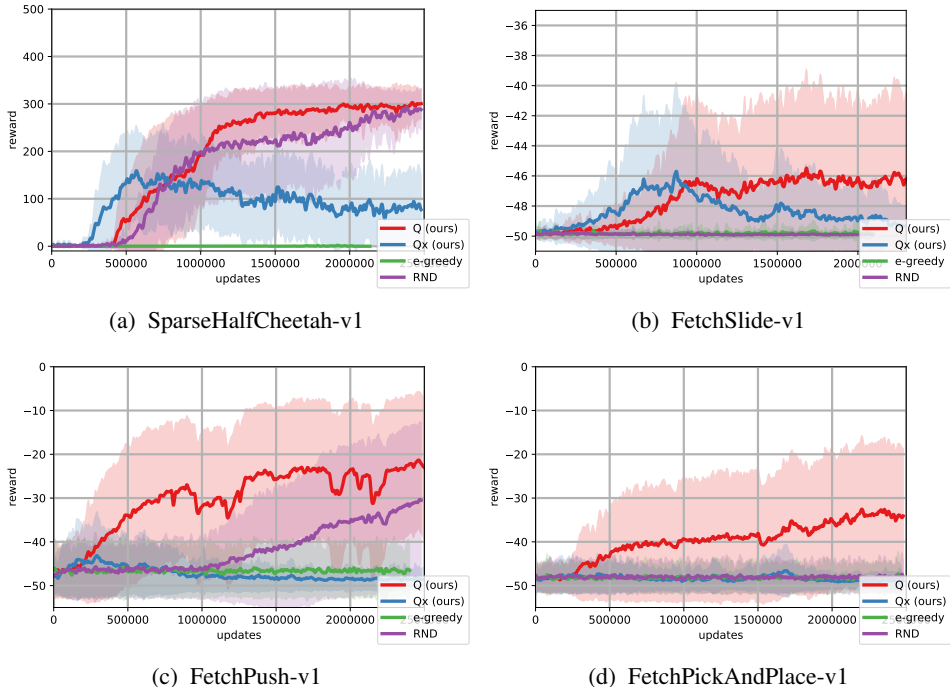 500
400
300
200
100
0
reward
0 500000 1000000 1500000 2000000
updates
Q (ours)
Qx (ours)
e-greedy
RND
(a) SparseHalfCheetah-v1
−36
−38
−40
−42
−44
−46
−48
−50
reward
0 500000 1000000 1500000
updates
Q (ours)
Qx (ours)
e-greedy
RND
(b) FetchSlide-v1
0
−10
−20
−30
−40
−50
reward
0 500000 1000000 1500000 2000000
updates
Q (ours)
Qx (ours)
e-greedy
RND
(c) FetchPush-v1
0
−10
−20
−30
−40
−50
reward
0 500000 1000000 1500000 2000000
updates
Q (ours)
Qx (ours)
e-greedy
RND
(d) FetchPickAndPlace-v1